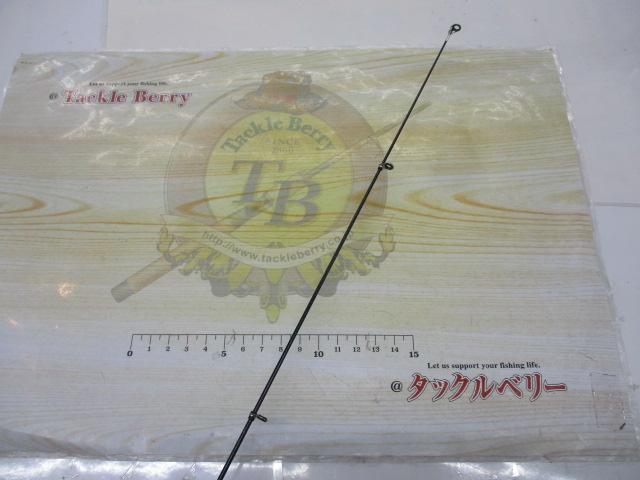 Let us support your fishing life.
@ Tackle Berry
Tackle Berry
SINCE
TB
http://www.tackleberry.co.jp
0 1 2 3 4 5 6 7 8 9 10 11 12 13 14 15
Let us support your fishing life.
@ タックルベリー